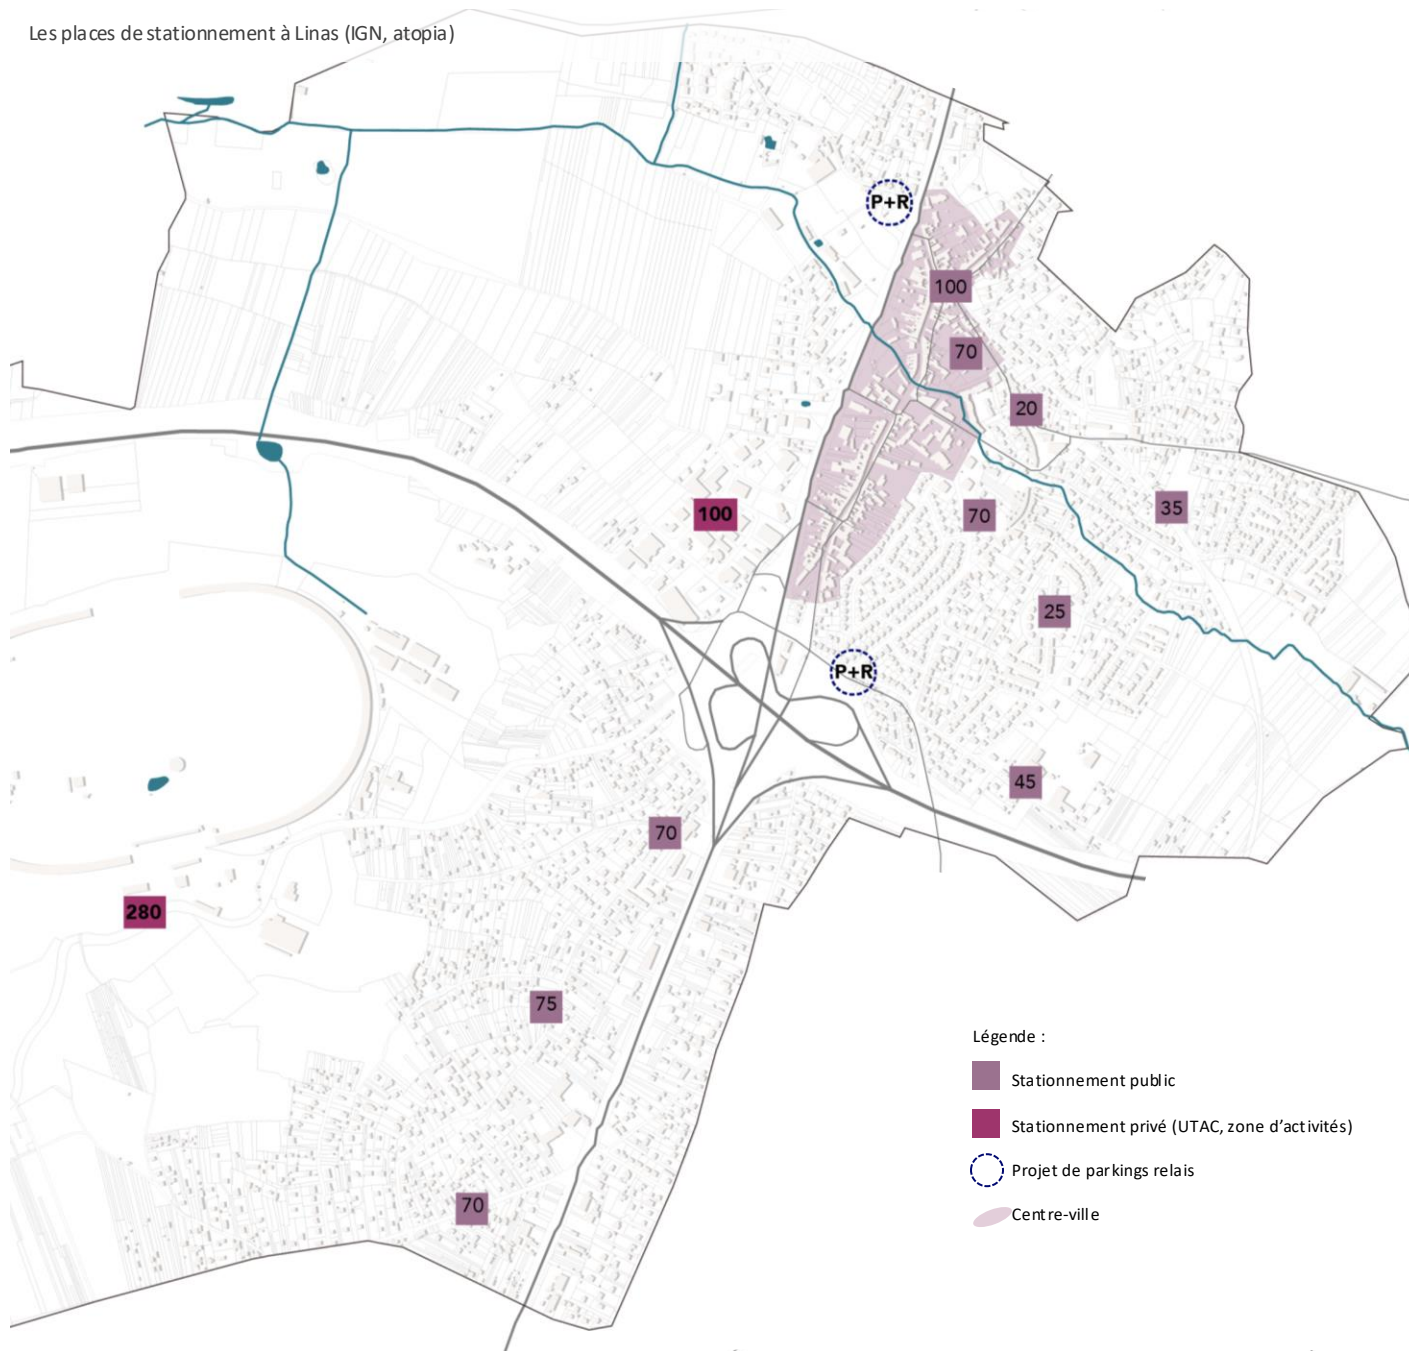 Les places de stationnement à Linas (IGN, atopia)
P+R
100
70
20
100
70
35
25
P+R
45
70
280
75
70
Légende :
Stationnement public
Stationnement privé (UTAC, zone d’activités)
Projet de parkings relais
Centre-ville